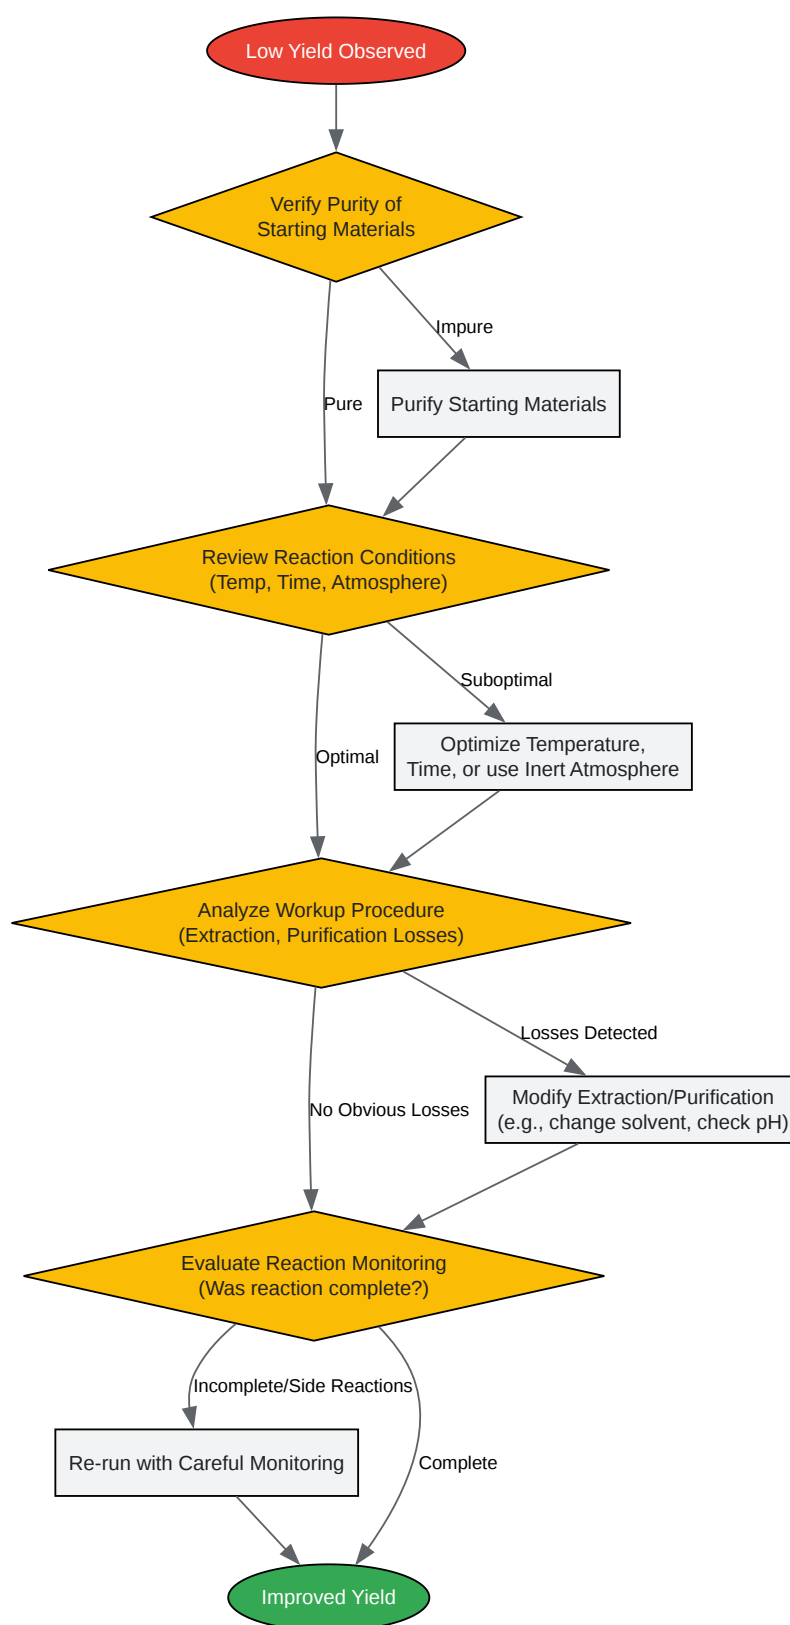 Low Yield Observed
Verify Purity of
Starting Materials
Impure
Pure
Purify Starting Materials
Review Reaction Conditions
(Temp, Time, Atmosphere)
Suboptimal
Optimal
Optimize Temperature,
Time, or use Inert Atmosphere
Analyze Workup Procedure
(Extraction, Purification Losses)
Losses Detected
No Obvious Losses
Modify Extraction/Purification
(e.g., change solvent, check pH)
Evaluate Reaction Monitoring
(Was reaction complete?)
Incomplete/Side Reactions
Re-run with Careful Monitoring
Complete
Improved Yield